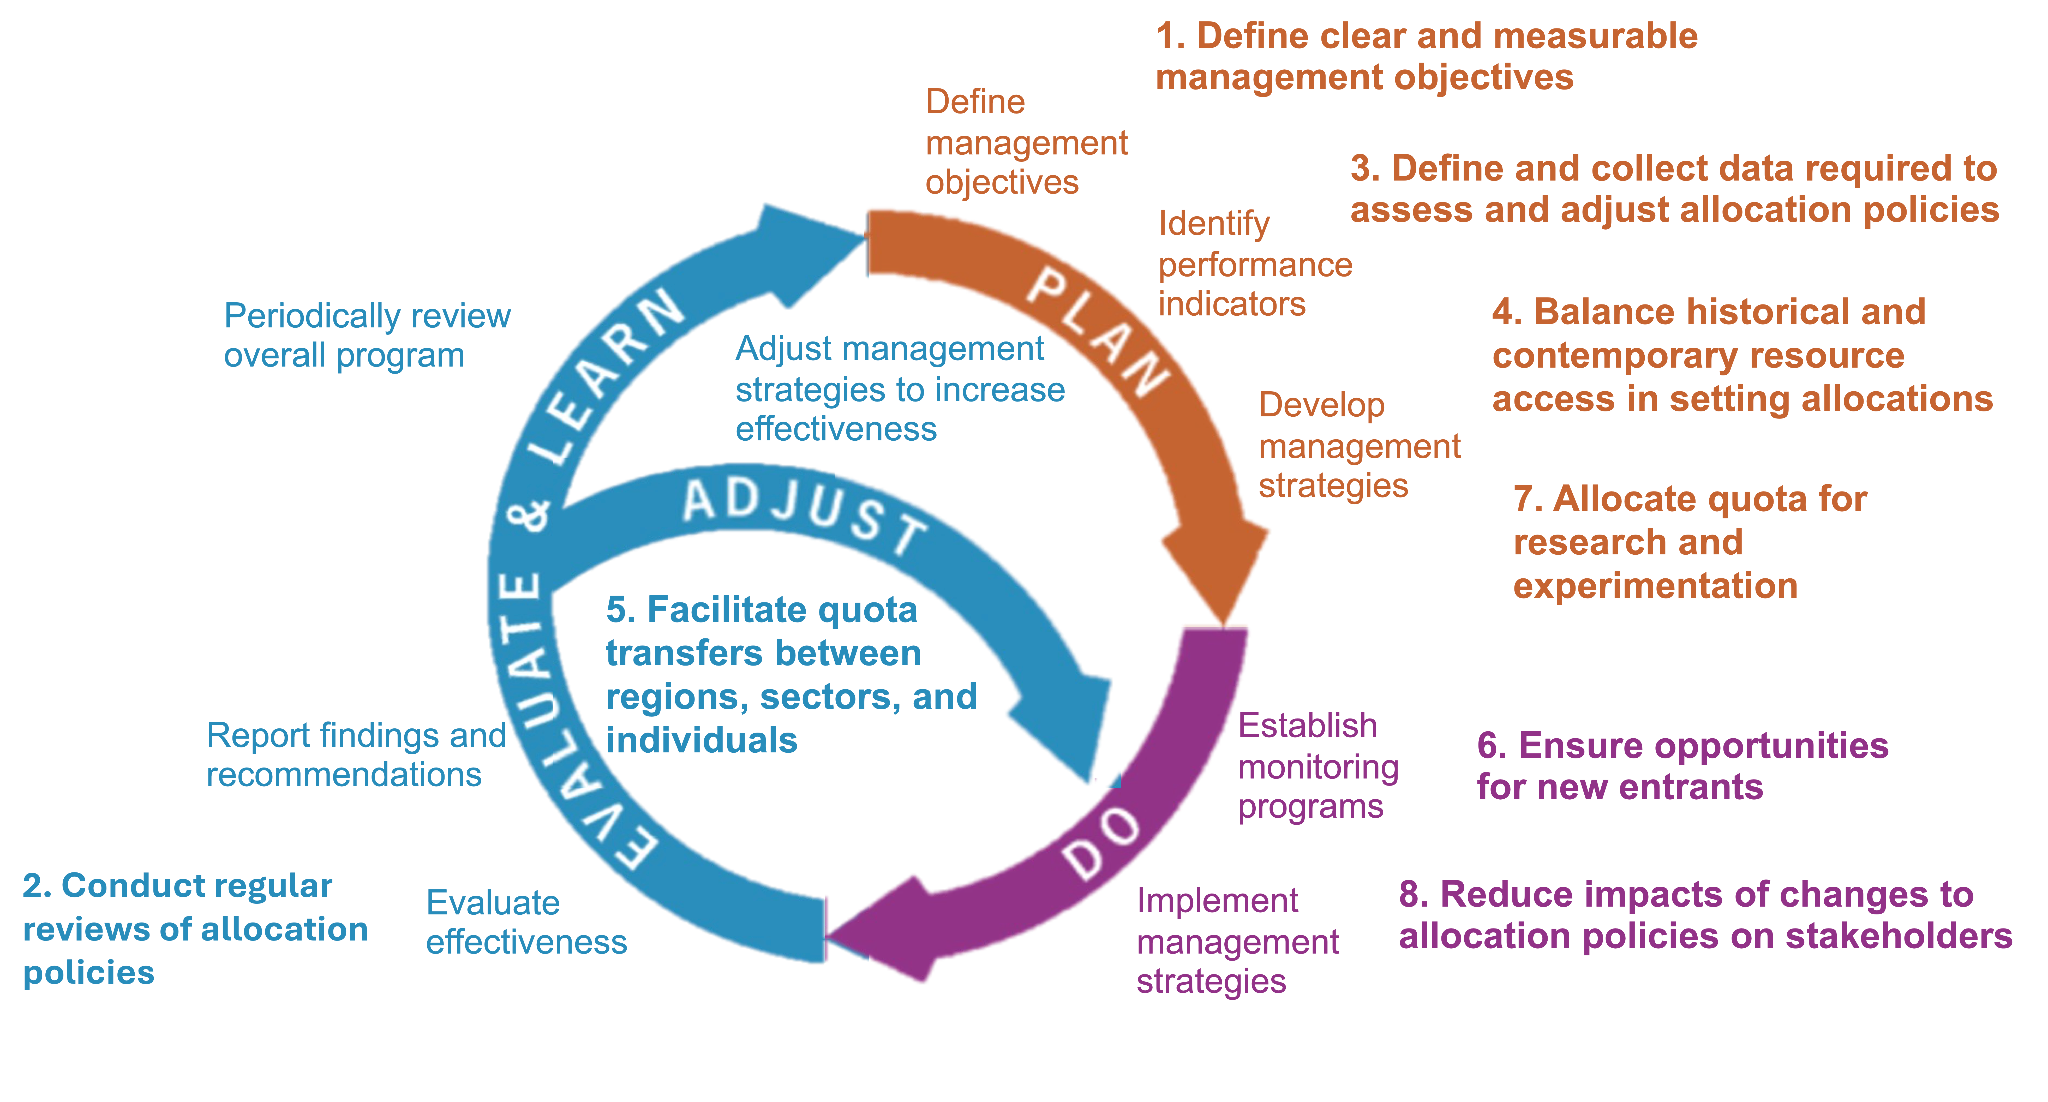 1. Define clear and measurable
management objectives
Define
management
objectives
3. Define and collect data required to
assess and adjust allocation policies
Identify
performance
indicators
PLAN
4. Balance historical and
contemporary resource
access in setting allocations
Develop
management
strategies
7. Allocate quota for
research and
experimentation
Establish
monitoring
programs
6. Ensure opportunities
for new entrants
DO
Implement
management
strategies
8. Reduce impacts of changes to
allocation policies on stakeholders
EVALUATE & LEARN
Evaluate
effectiveness
2. Conduct regular
reviews of allocation
policies
Report findings and
recommendations
Periodically review
overall program
Adjust management
strategies to increase
effectiveness
ADJUST
5. Facilitate quota
transfers between
regions, sectors, and
individuals